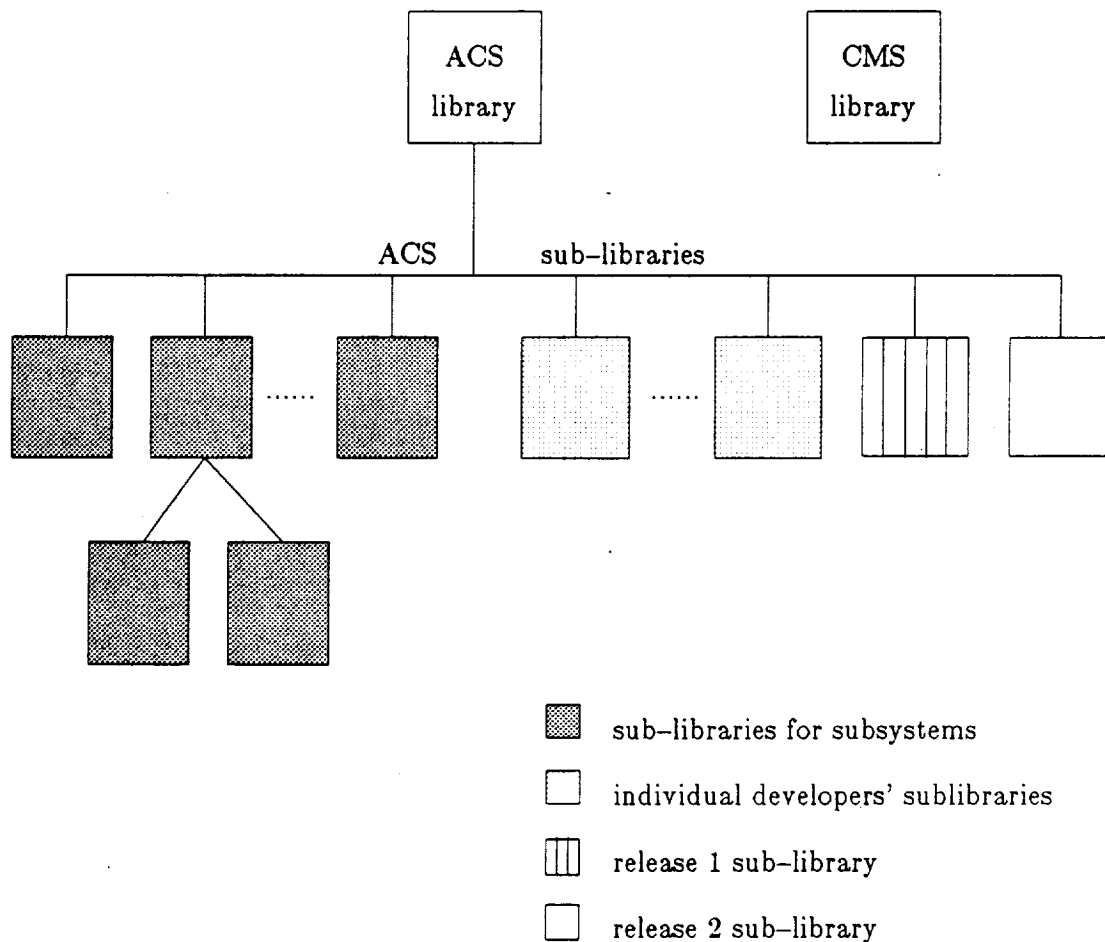 ACS
library
CMS
library
ACS sub–libraries
...... ......
sub–libraries for subsystems
individual developers’ sublibraries
release 1 sub–library
release 2 sub–library